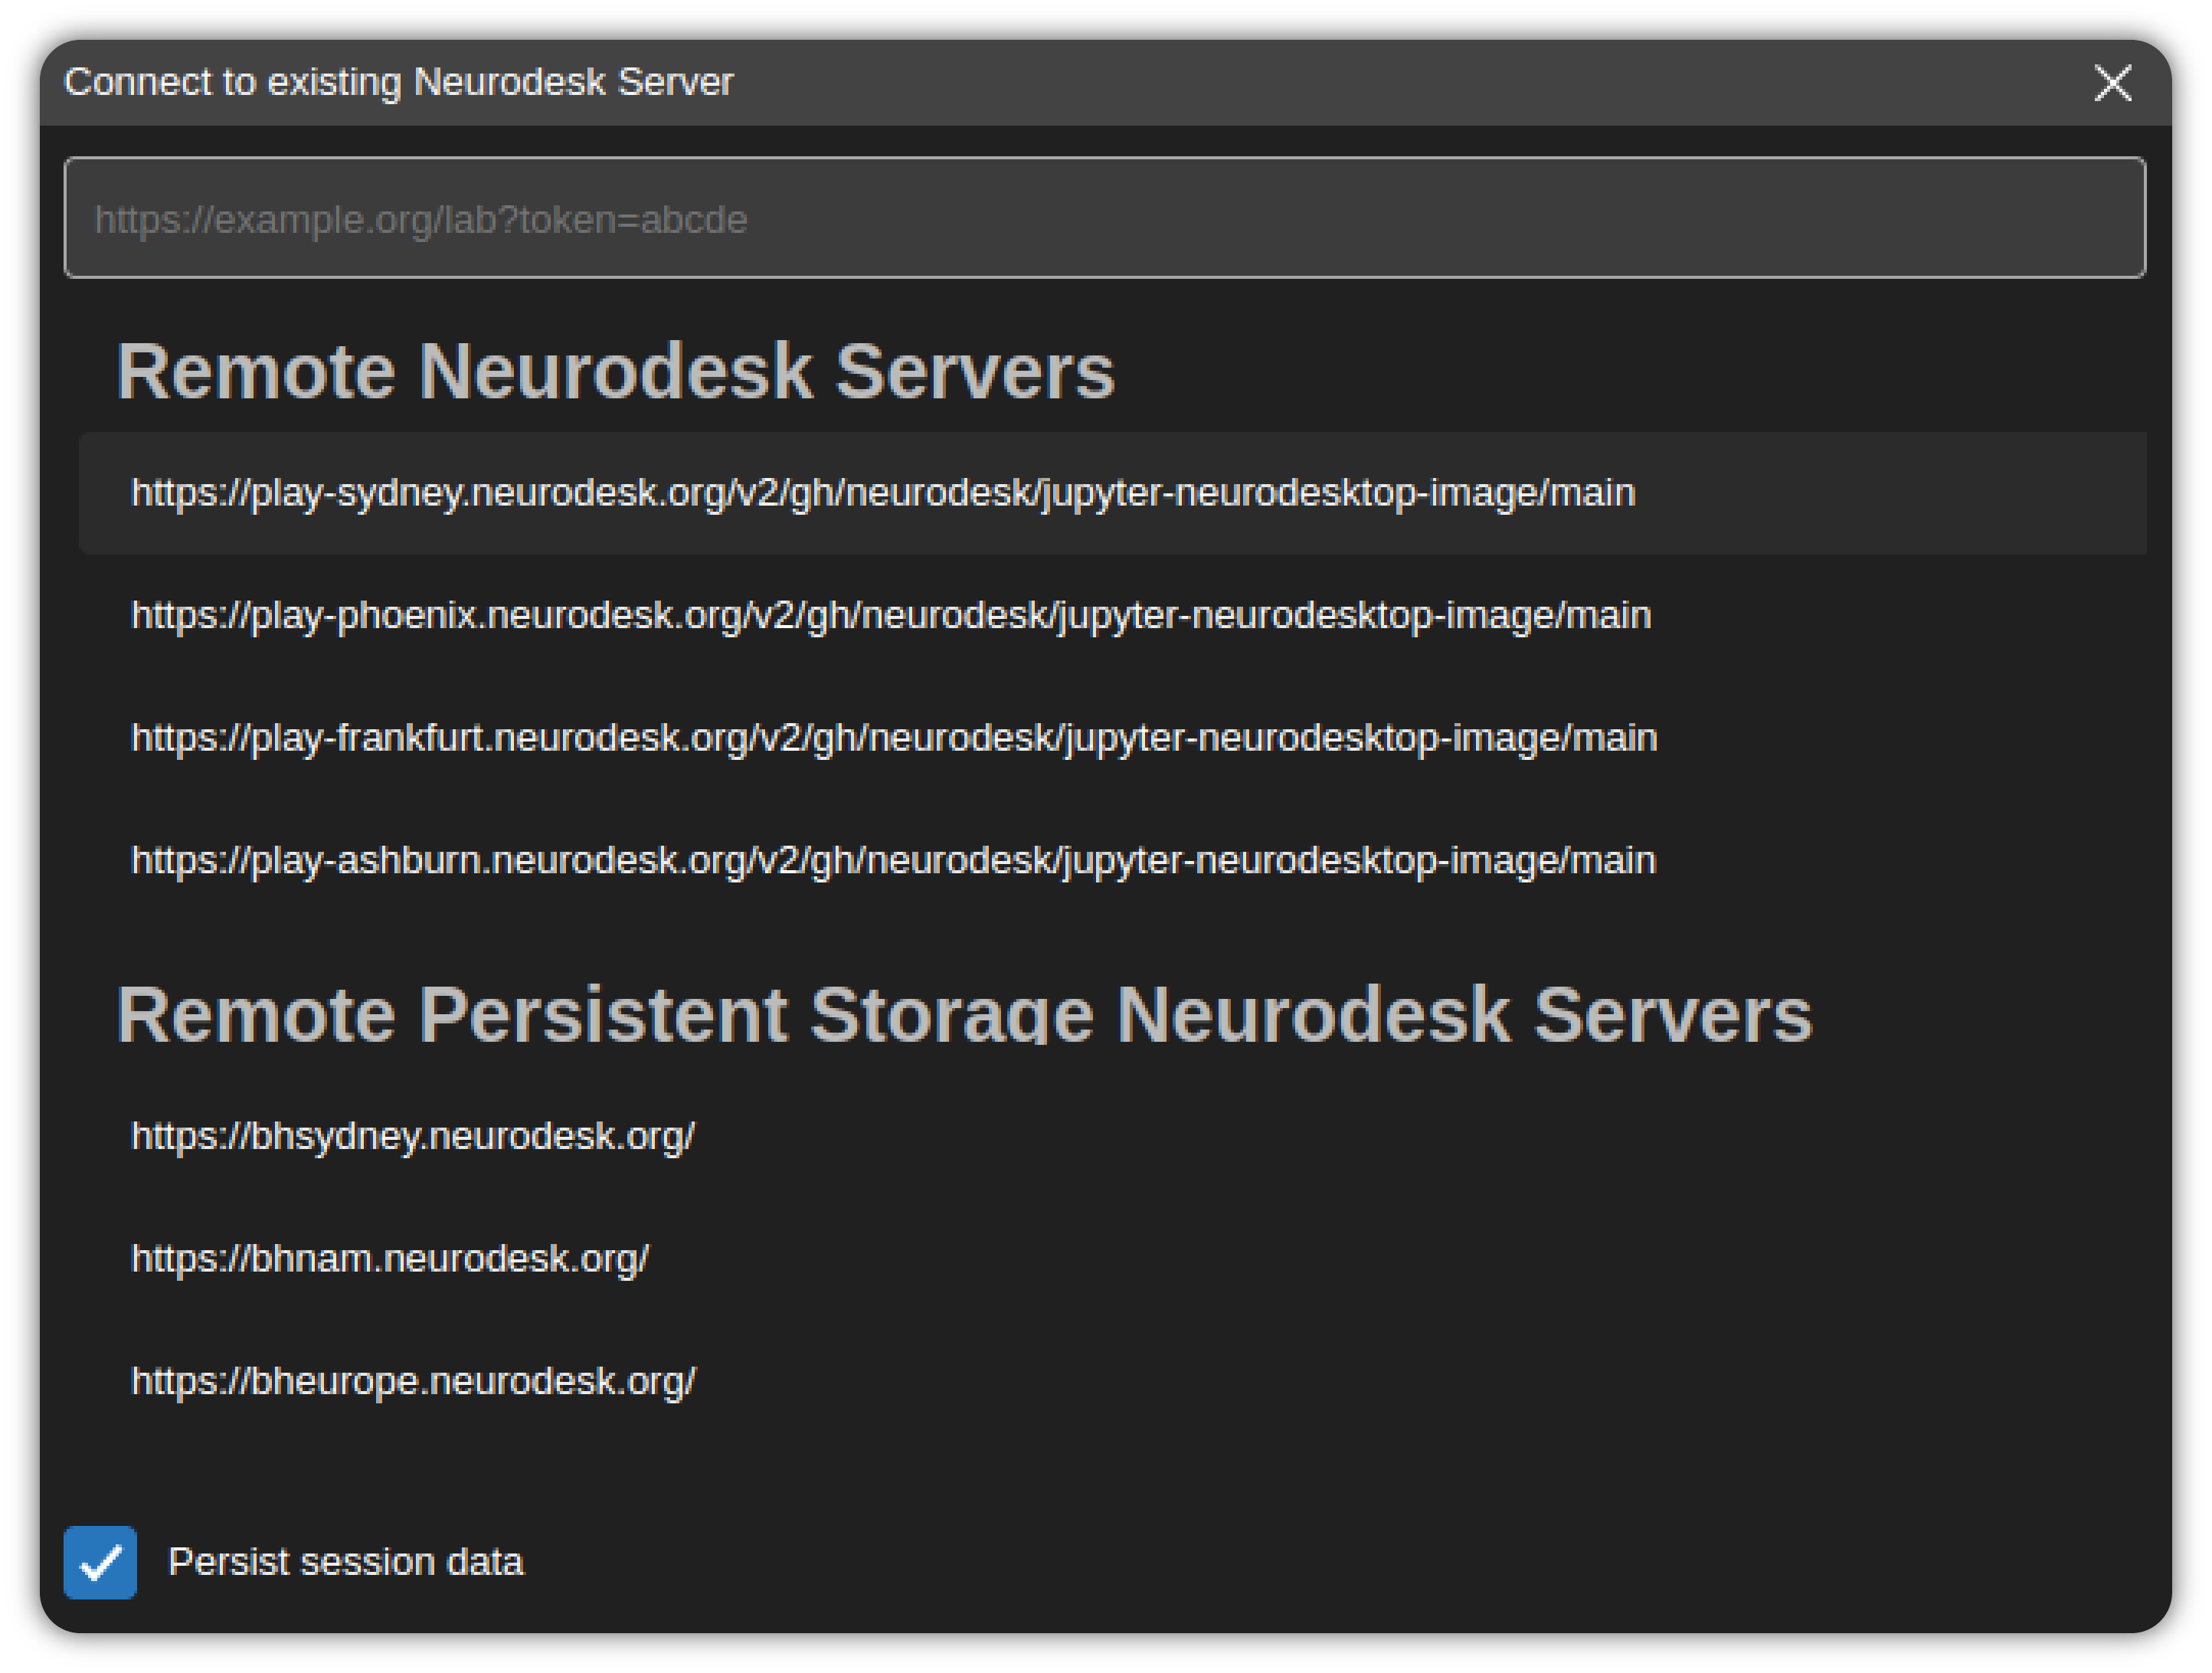 Connect to existing Neurodesk Server
https://example.org/lab?token=abcde
Remote Neurodesk Servers
https://play-sydney.neurodesk.org/v2/gh/neurodesk/jupyter-neurodesktop-image/main
https://play-phoenix.neurodesk.org/v2/gh/neurodesk/jupyter-neurodesktop-image/main
https://play-frankfurt.neurodesk.org/v2/gh/neurodesk/jupyter-neurodesktop-image/main
https://play-ashburn.neurodesk.org/v2/gh/neurodesk/jupyter-neurodesktop-image/main
Remote Persistent Storage Neurodesk Servers
https://bhsydney.neurodesk.org/
https://bhnam.neurodesk.org/
https://bheurope.neurodesk.org/
Persist session data